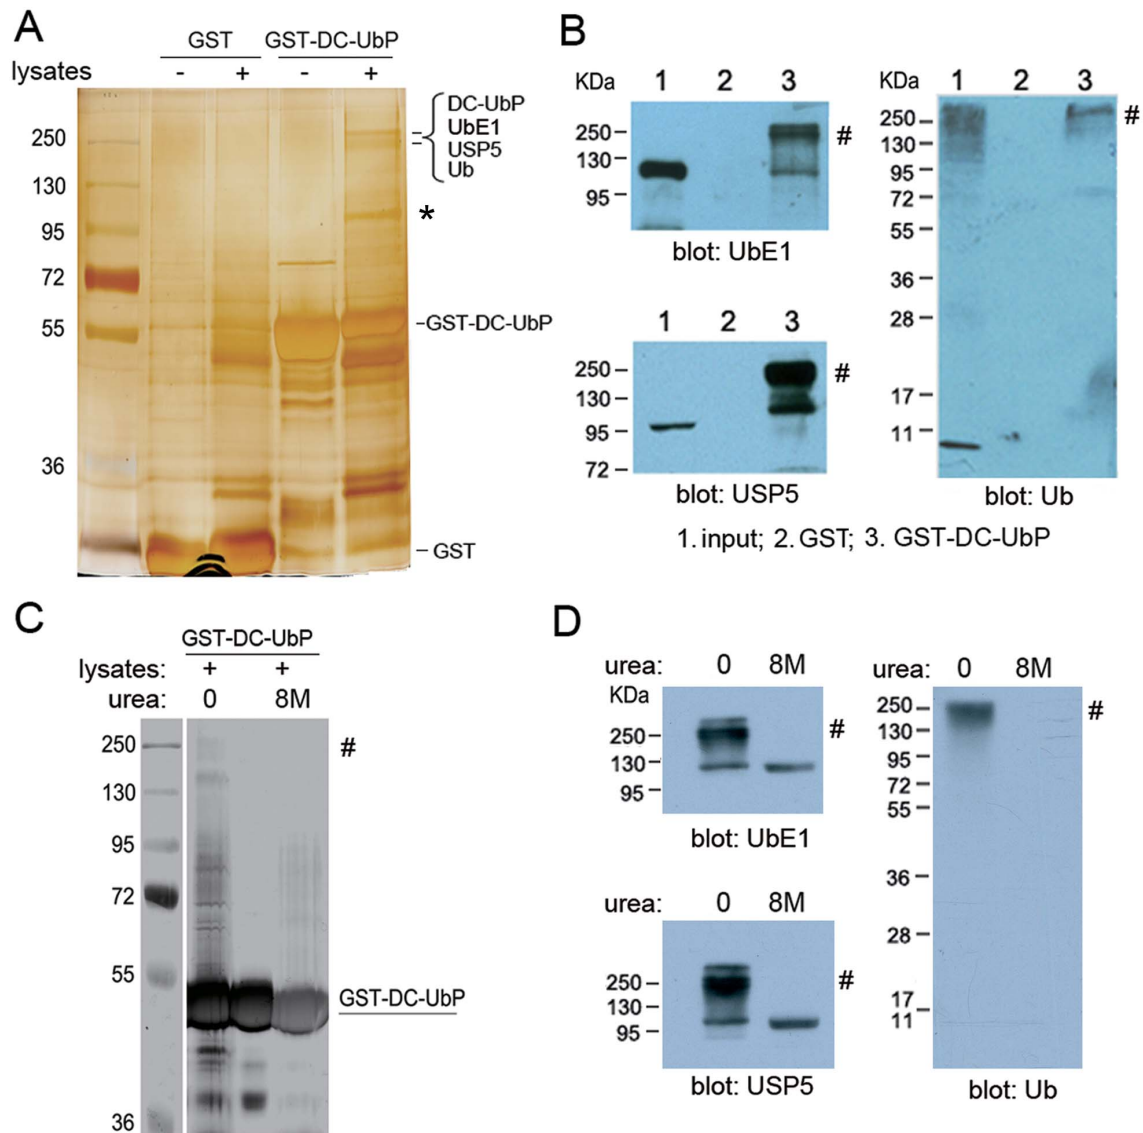 A
GST GST-DC-UbP
lysates - + - +
250
130
95
72
55
36
DC-UbP
UbE1
USP5
Ub
*
-GST-DC-UbP
- GST
B
KDa 1 2 3
250
130
95
#
blot: UbE1
1 2 3
250
130
95
72
#
blot: USP5
1 2 3
250
130
95
72
55
36
28
17
11
#
blot: Ub
1. input; 2. GST; 3. GST-DC-UbP
C
GST-DC-UbP
lysates: + +
urea: 0 8M
250
130
95
72
55
36
#
GST-DC-UbP
D
urea: 0 8M
KDa
250
130
95
#
blot: UbE1
urea: 0 8M
250
130
95
#
blot: USP5
urea: 0 8M
250
130
95
72
55
36
28
17
11
#
blot: Ub